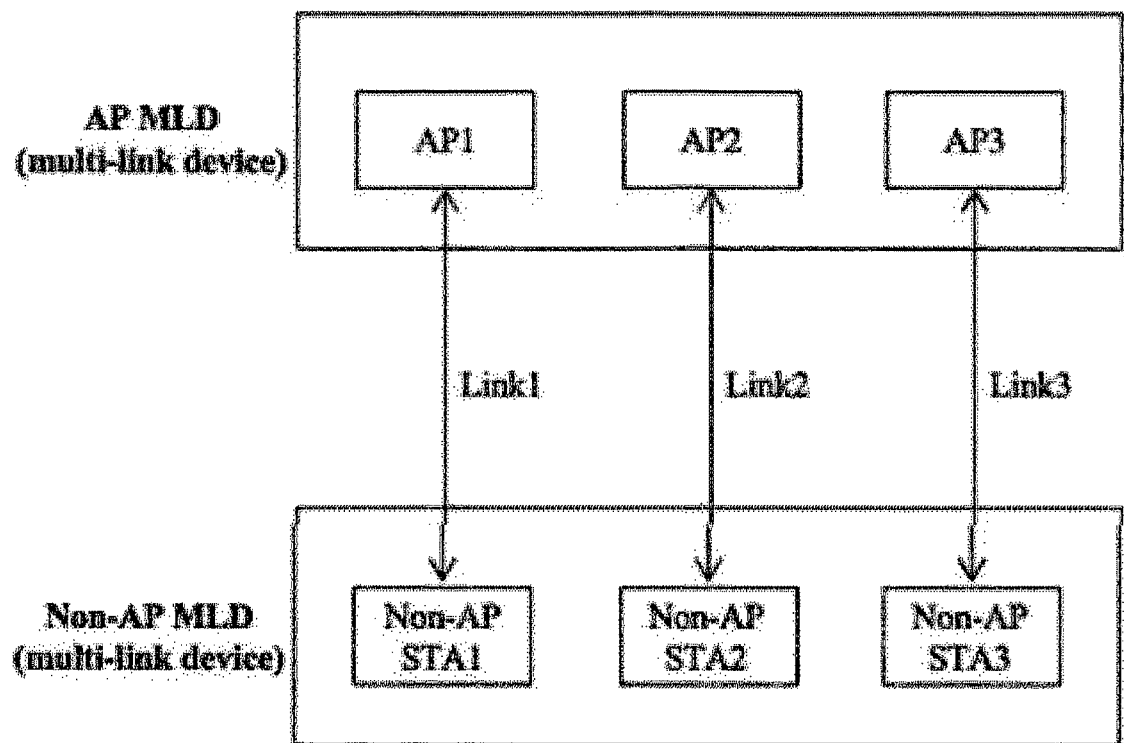 AP MLD
(multi-link device)
AP1
AP2
AP3
Link1
Link2
Link3
Non-AP MLD
(multi-link device)
Non-AP
STA1
Non-AP
STA2
Non-AP
STA3